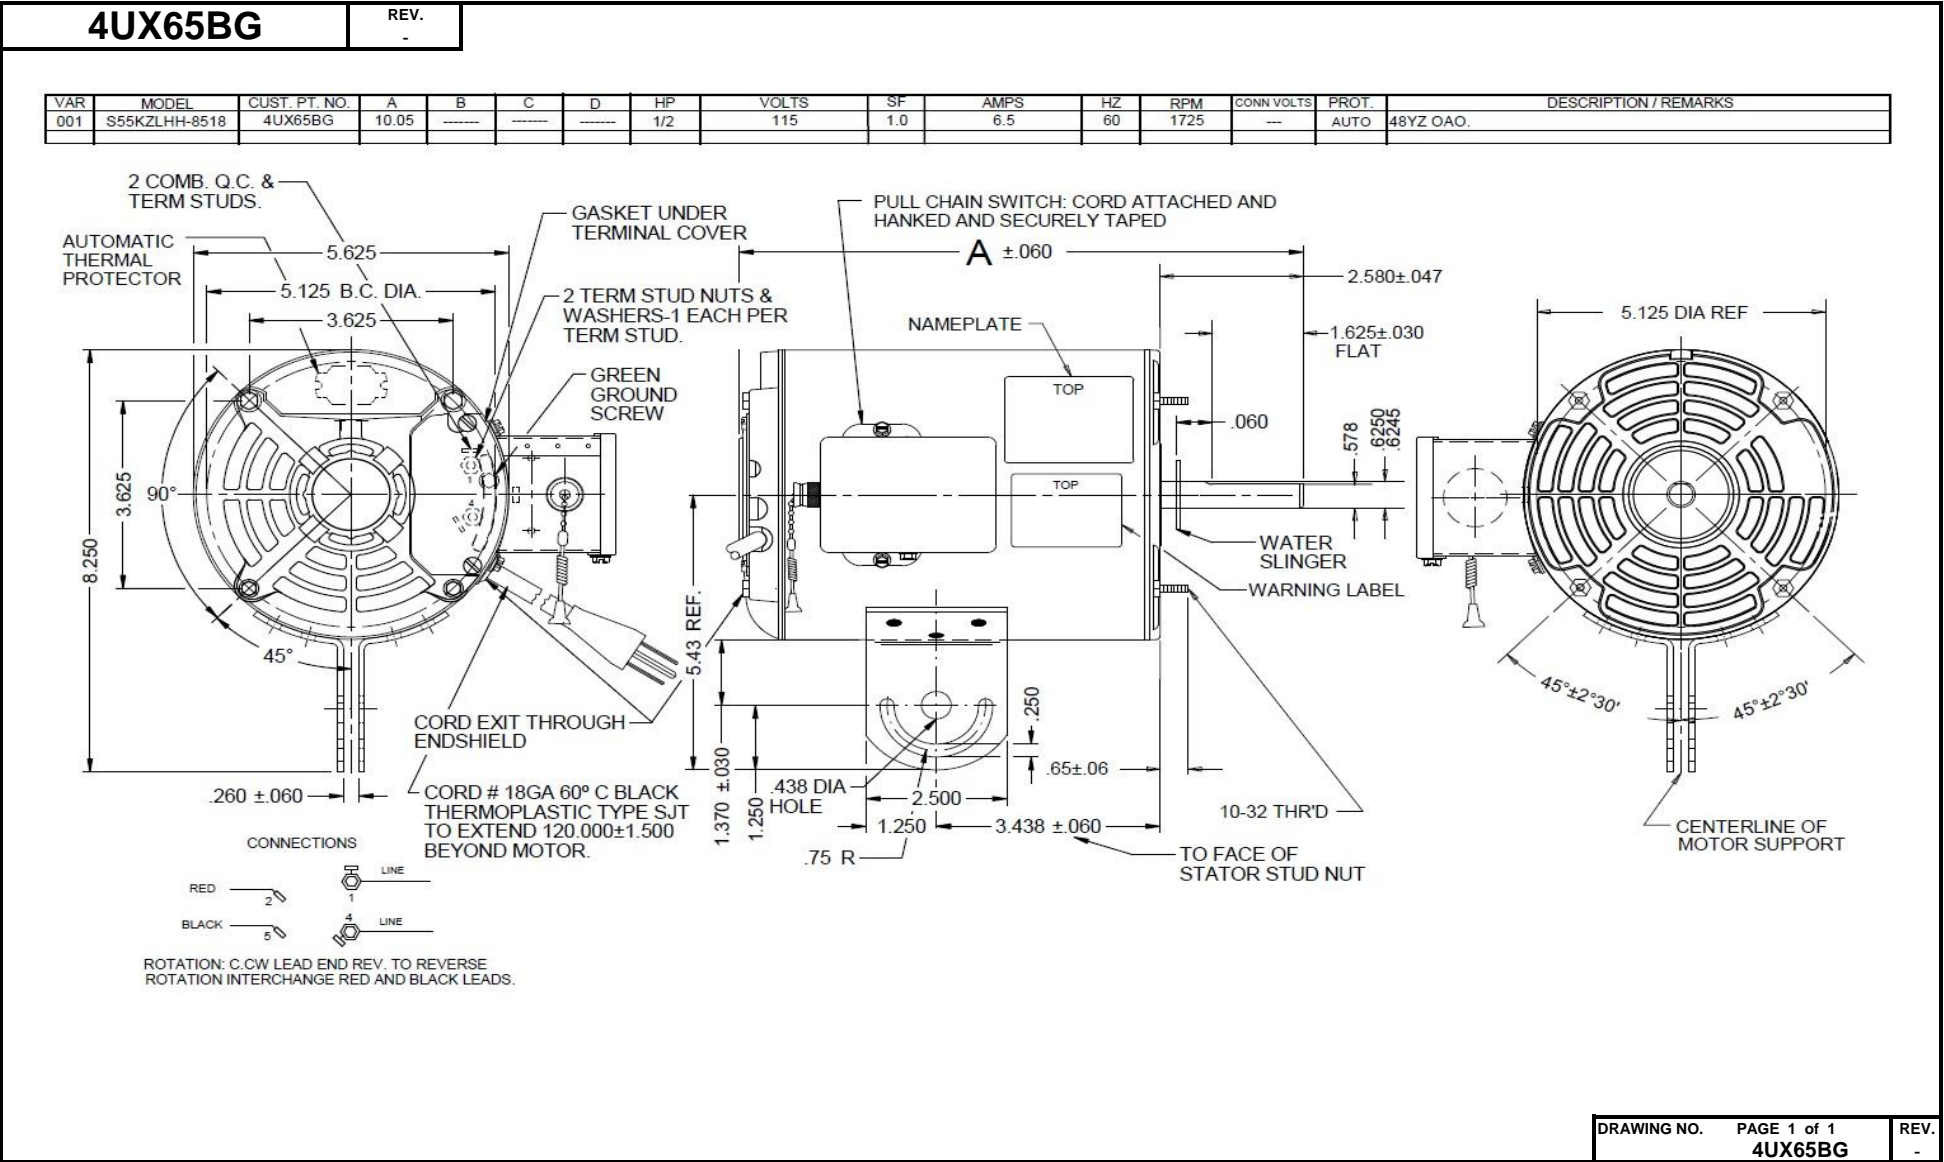 4UX65BG
REV.
-
VAR MODEL CUST. PT. NO. A B C D HP VOLTS SF AMPS HZ RPM CONN VOLTS PROT. DESCRIPTION / REMARKS
001 S55KZLHH-8518 4UX65BG 10.05 ------- ------- ------- 1/2 115 1.0 6.5 60 1725 --- AUTO 48YZ OAO.
2 COMB. Q.C. &
TERM STUDS.
AUTOMATIC
THERMAL
PROTECTOR
5.625
5.125 B.C. DIA.
3.625
GASKET UNDER
TERMINAL COVER
2 TERM STUD NUTS &
WASHERS-1 EACH PER
TERM STUD.
GREEN
GROUND
SCREW
8.250
3.625
90°
45°
1
4
.260 ±.060
CORD EXIT THROUGH
ENDSHIELD
CORD # 18GA 60º C BLACK
THERMOPLASTIC TYPE SJT
TO EXTEND 120.000±1.500
BEYOND MOTOR.
PULL CHAIN SWITCH: CORD ATTACHED AND
HANKED AND SECURELY TAPED
A ±.060
2.580±.047
NAMEPLATE
1.625±.030
FLAT
TOP
TOP
.060
.578
.6250
.6245
WATER
SLINGER
WARNING LABEL
5.43 REF.
1.370 ±.030
1.250
.438 DIA
HOLE
.250
.65±.06
2.500
1.250
3.438 ±.060
.75 R
10-32 THR'D
TO FACE OF
STATOR STUD NUT
5.125 DIA REF
45°±2°30'
45°±2°30'
CENTERLINE OF
MOTOR SUPPORT
CONNECTIONS
RED
2
LINE
1
BLACK
5
4
LINE
ROTATION: C.CW LEAD END REV. TO REVERSE
ROTATION INTERCHANGE RED AND BLACK LEADS.
DRAWING NO. PAGE 1 of 1
4UX65BG
REV.
-